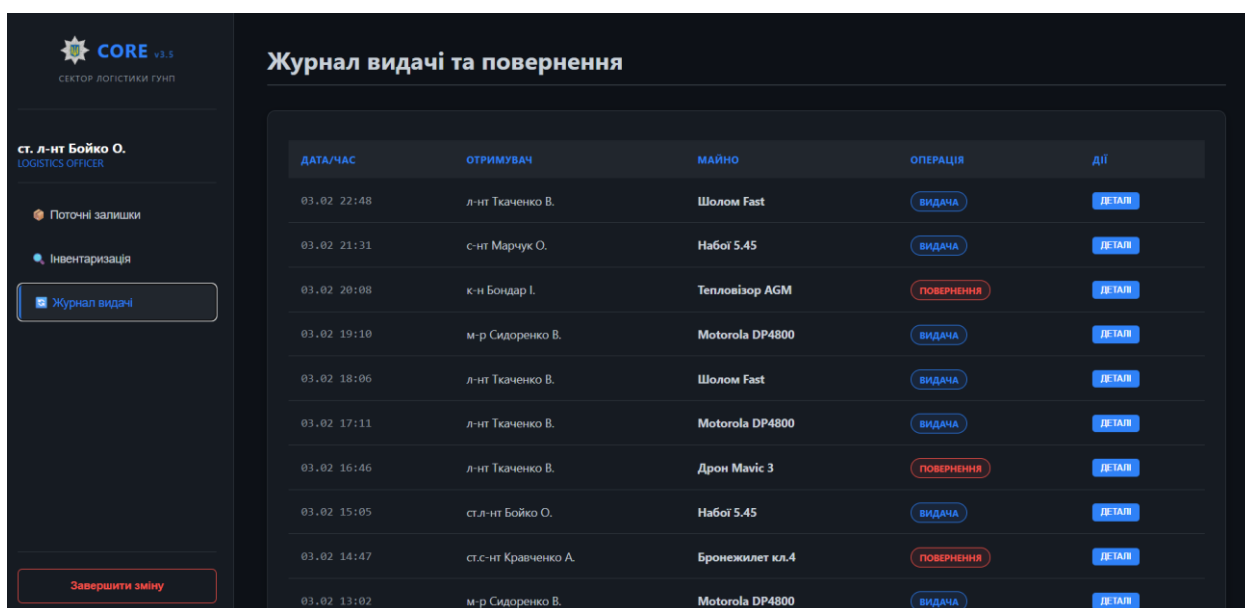 CORE v3.5
СЕКТОР ЛОГІСТИКИ ГУНП
ст. л-нт Бойко О.
LOGISTICS OFFICER
Поточні залишки
Інвентаризація
Журнал видачі
Завершити зміну
Журнал видачі та повернення
ДАТА/ЧАС ОТРИМУВАЧ МАЙНО ОПЕРАЦІЯ ДІЇ
03.02 22:48 л-нт Ткаченко В. Шолом Fast ВИДАЧА ДЕТАЛІ
03.02 21:31 с-нт Марчук О. Набої 5.45 ВИДАЧА ДЕТАЛІ
03.02 20:08 к-н Бондар І. Тепловізор AGM ПОВЕРНЕННЯ ДЕТАЛІ
03.02 19:10 м-р Сидоренко В. Motorola DP4800 ВИДАЧА ДЕТАЛІ
03.02 18:06 л-нт Ткаченко В. Шолом Fast ВИДАЧА ДЕТАЛІ
03.02 17:11 л-нт Ткаченко В. Motorola DP4800 ВИДАЧА ДЕТАЛІ
03.02 16:46 л-нт Ткаченко В. Дрон Mavic 3 ПОВЕРНЕННЯ ДЕТАЛІ
03.02 15:05 ст.л-нт Бойко О. Набої 5.45 ВИДАЧА ДЕТАЛІ
03.02 14:47 ст.с-нт Кравченко А. Бронежилет кл.4 ПОВЕРНЕННЯ ДЕТАЛІ
03.02 13:02 м-р Сидоренко В. Motorola DP4800 ВИДАЧА ДЕТАЛІ